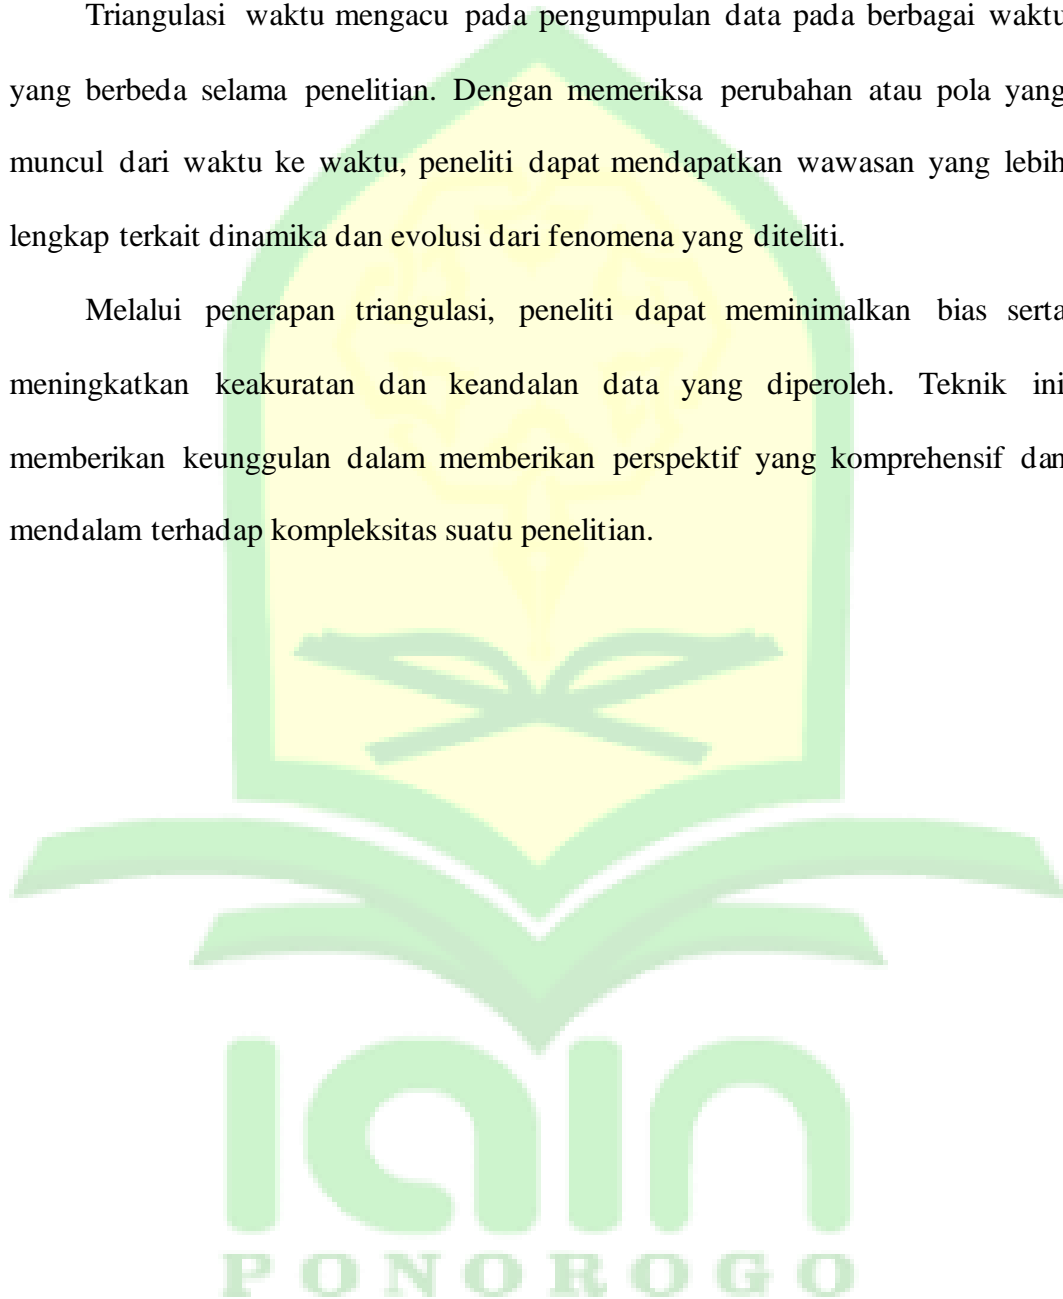 Triangulasi waktu mengacu pada pengumpulan data pada berbagai waktu
yang berbeda selama penelitian. Dengan memeriksa perubahan atau pola yang
muncul dari waktu ke waktu, peneliti dapat mendapatkan wawasan yang lebih
lengkap terkait dinamika dan evolusi dari fenomena yang diteliti.
Melalui penerapan triangulasi, peneliti dapat meminimalkan bias serta
meningkatkan keakuratan dan keandalan data yang diperoleh. Teknik ini
memberikan keunggulan dalam memberikan perspektif yang komprehensif dan
mendalam terhadap kompleksitas suatu penelitian.
IAIN
PONOROGO